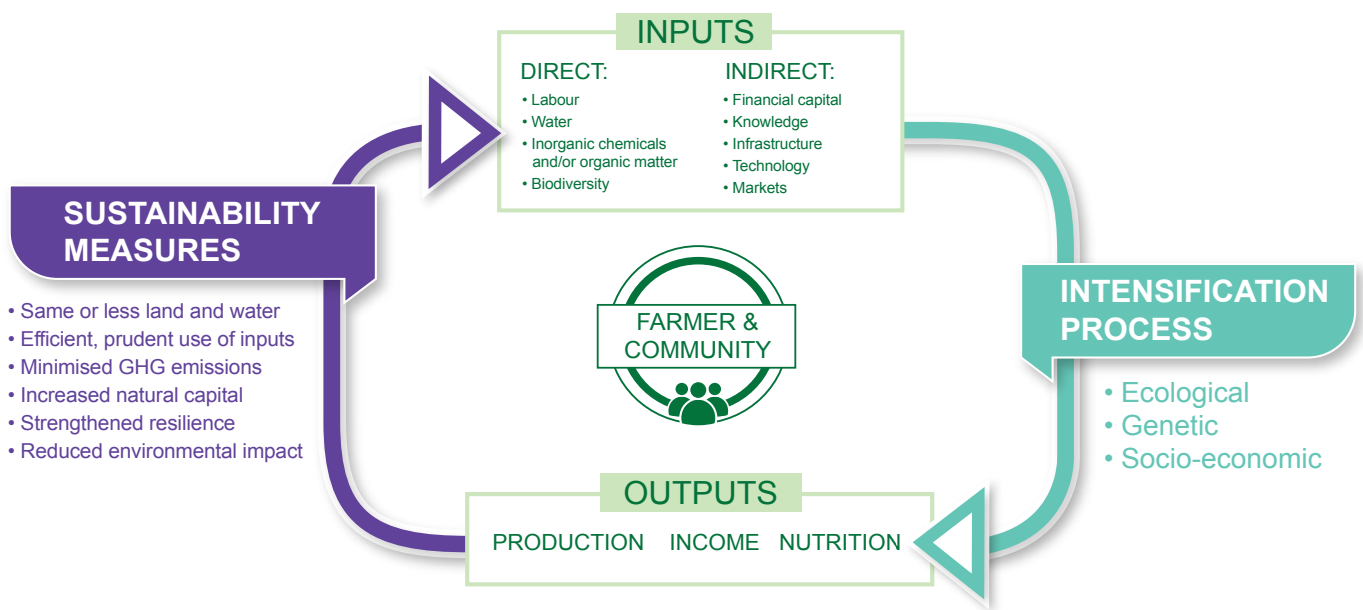 INPUTS
DIRECT:
• Labour
• Water
• Inorganic chemicals
and/or organic matter
• Biodiversity
INDIRECT:
• Financial capital
• Knowledge
• Infrastructure
• Technology
• Markets
SUSTAINABILITY
MEASURES
• Same or less land and water
• Efficient, prudent use of inputs
• Minimised GHG emissions
• Increased natural capital
• Strengthened resilience
• Reduced environmental impact
FARMER &
COMMUNITY
INTENSIFICATION
PROCESS
• Ecological
• Genetic
• Socio-economic
OUTPUTS
PRODUCTION INCOME NUTRITION